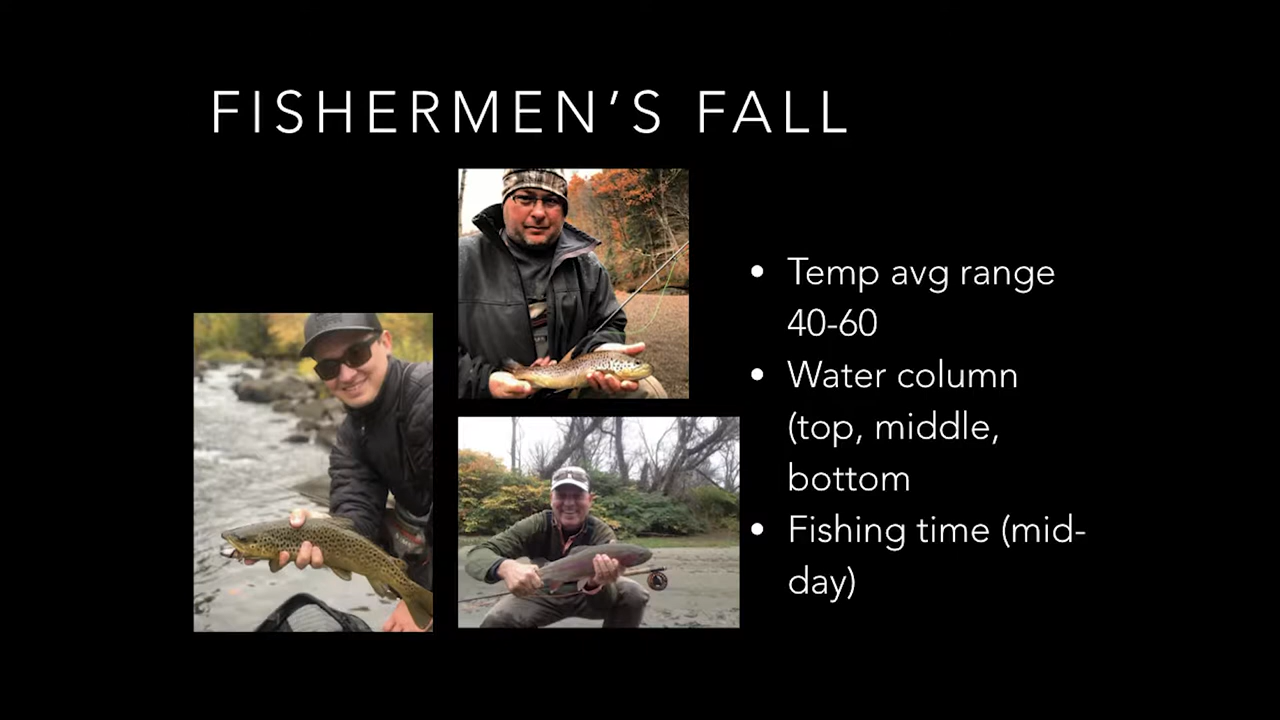 FISHERMEN'S FALL
• Temp avg range
40-60
• Water column
(top, middle,
bottom
• Fishing time (mid-
day)